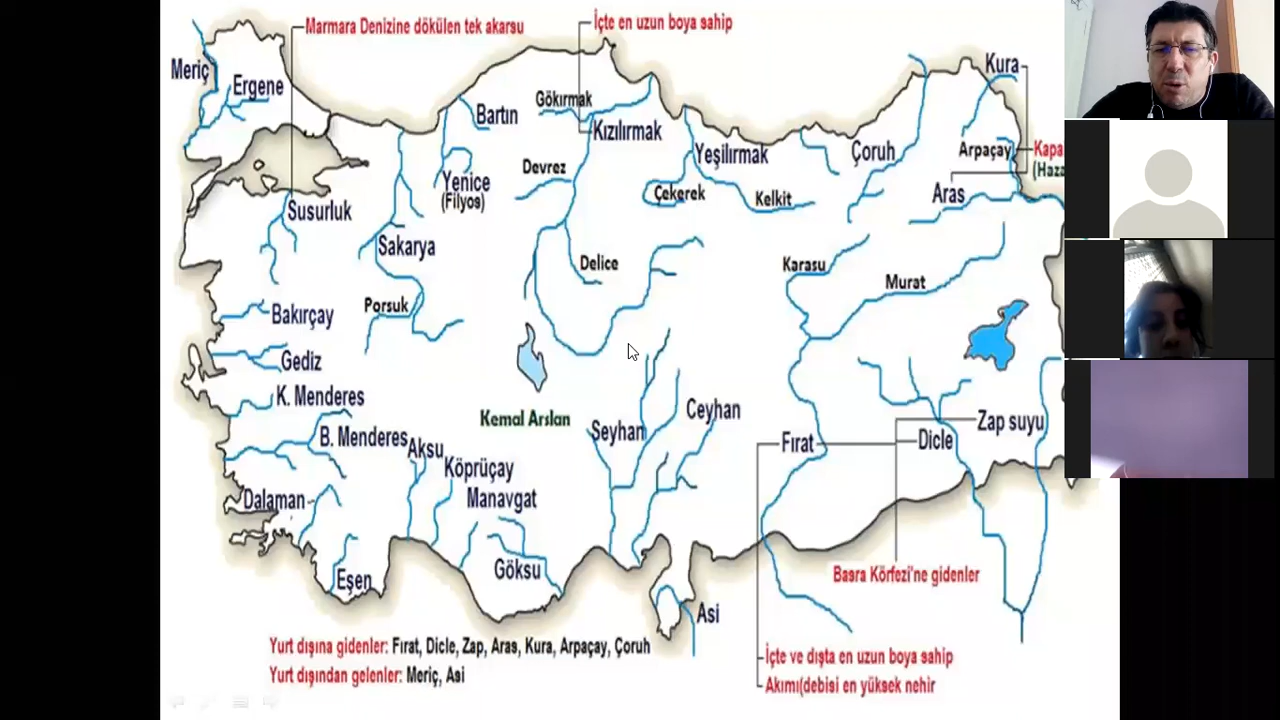 Marmara Denizine dökülen tek akarsu
İçte en uzun boya sahip
Meriç
Ergene
Bartın
Gökırmak
Kızılırmak
Kura
Devrez
Yenice
(Filyos)
Yeşilırmak
Çoruh
Arpaçay
Kapa
(Haza
Çekerek
Kelkit
Aras
Susurluk
Sakarya
Delice
Karasu
Murat
Porsuk
Bakırçay
Gediz
K. Menderes
Kemal Arslan
Seyhan
Ceyhan
B. Menderes
Aksu
Köprüçay
Manavgat
Fırat
Dicle
Zap suyu
Dalaman
Göksu
Eşen
Basra Körfezi'ne gidenler
Asi
Yurt dışına gidenler: Fırat, Dicle, Zap, Aras, Kura, Arpaçay, Çoruh
Yurt dışından gelenler: Meriç, Asi
İçte ve dışta en uzun boya sahip
Akımı(debisi en yüksek nehir